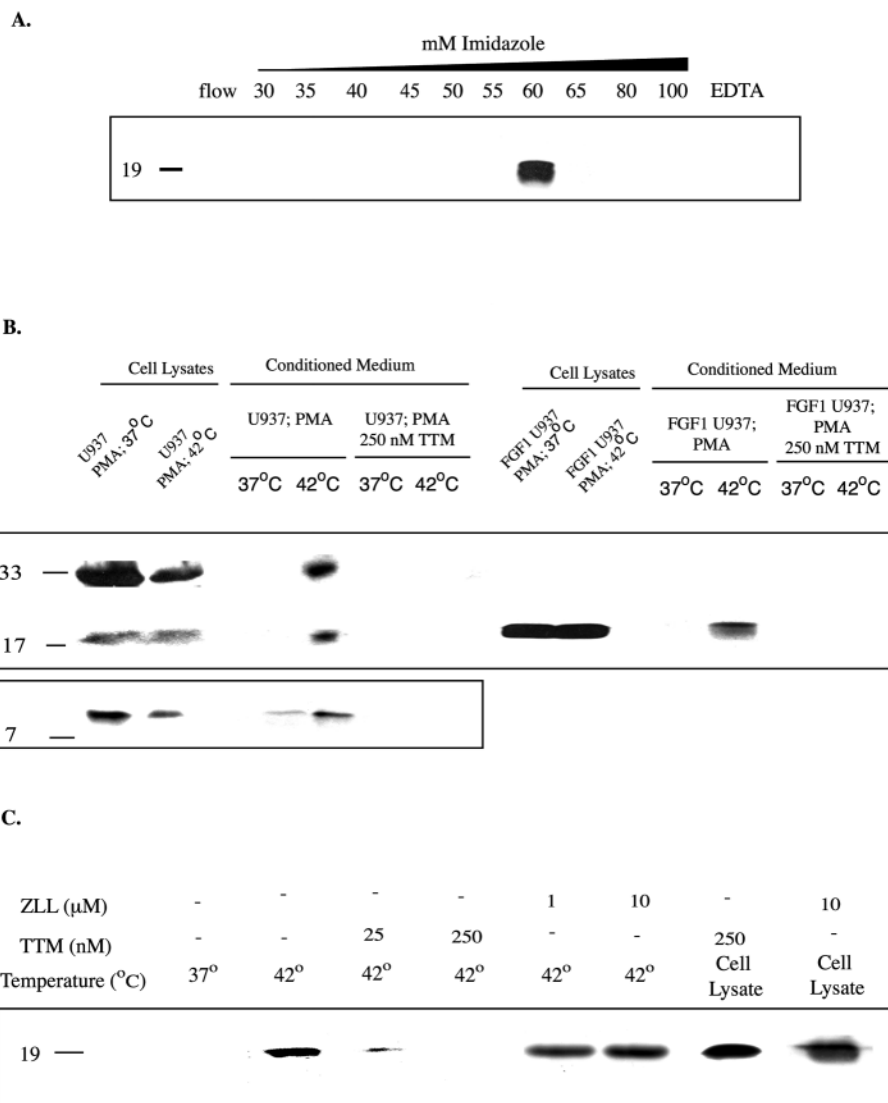 A.
mM Imidazole
flow 30 35 40 45 50 55 60 65 80 100 EDTA
19
B.
Cell Lysates Conditioned Medium Cell Lysates Conditioned Medium
U937 PMA; 37°C
U937 PMA; 42°C
U937; PMA
U937; PMA
250 nM TTM
FGF1 U937 PMA; 37°C
FGF1 U937 PMA; 42°C
FGF1 U937;
PMA
FGF1 U937;
PMA
250 nM TTM
37°C 42°C 37°C 42°C 37°C 42°C 37°C 42°C
33
17
7
C.
ZLL (μM) - - - - 1 10 - 10
TTM (nM) - - 25 250 - - 250 -
Temperature (°C) 37° 42° 42° 42° 42° 42° Cell Lysate Cell Lysate
19